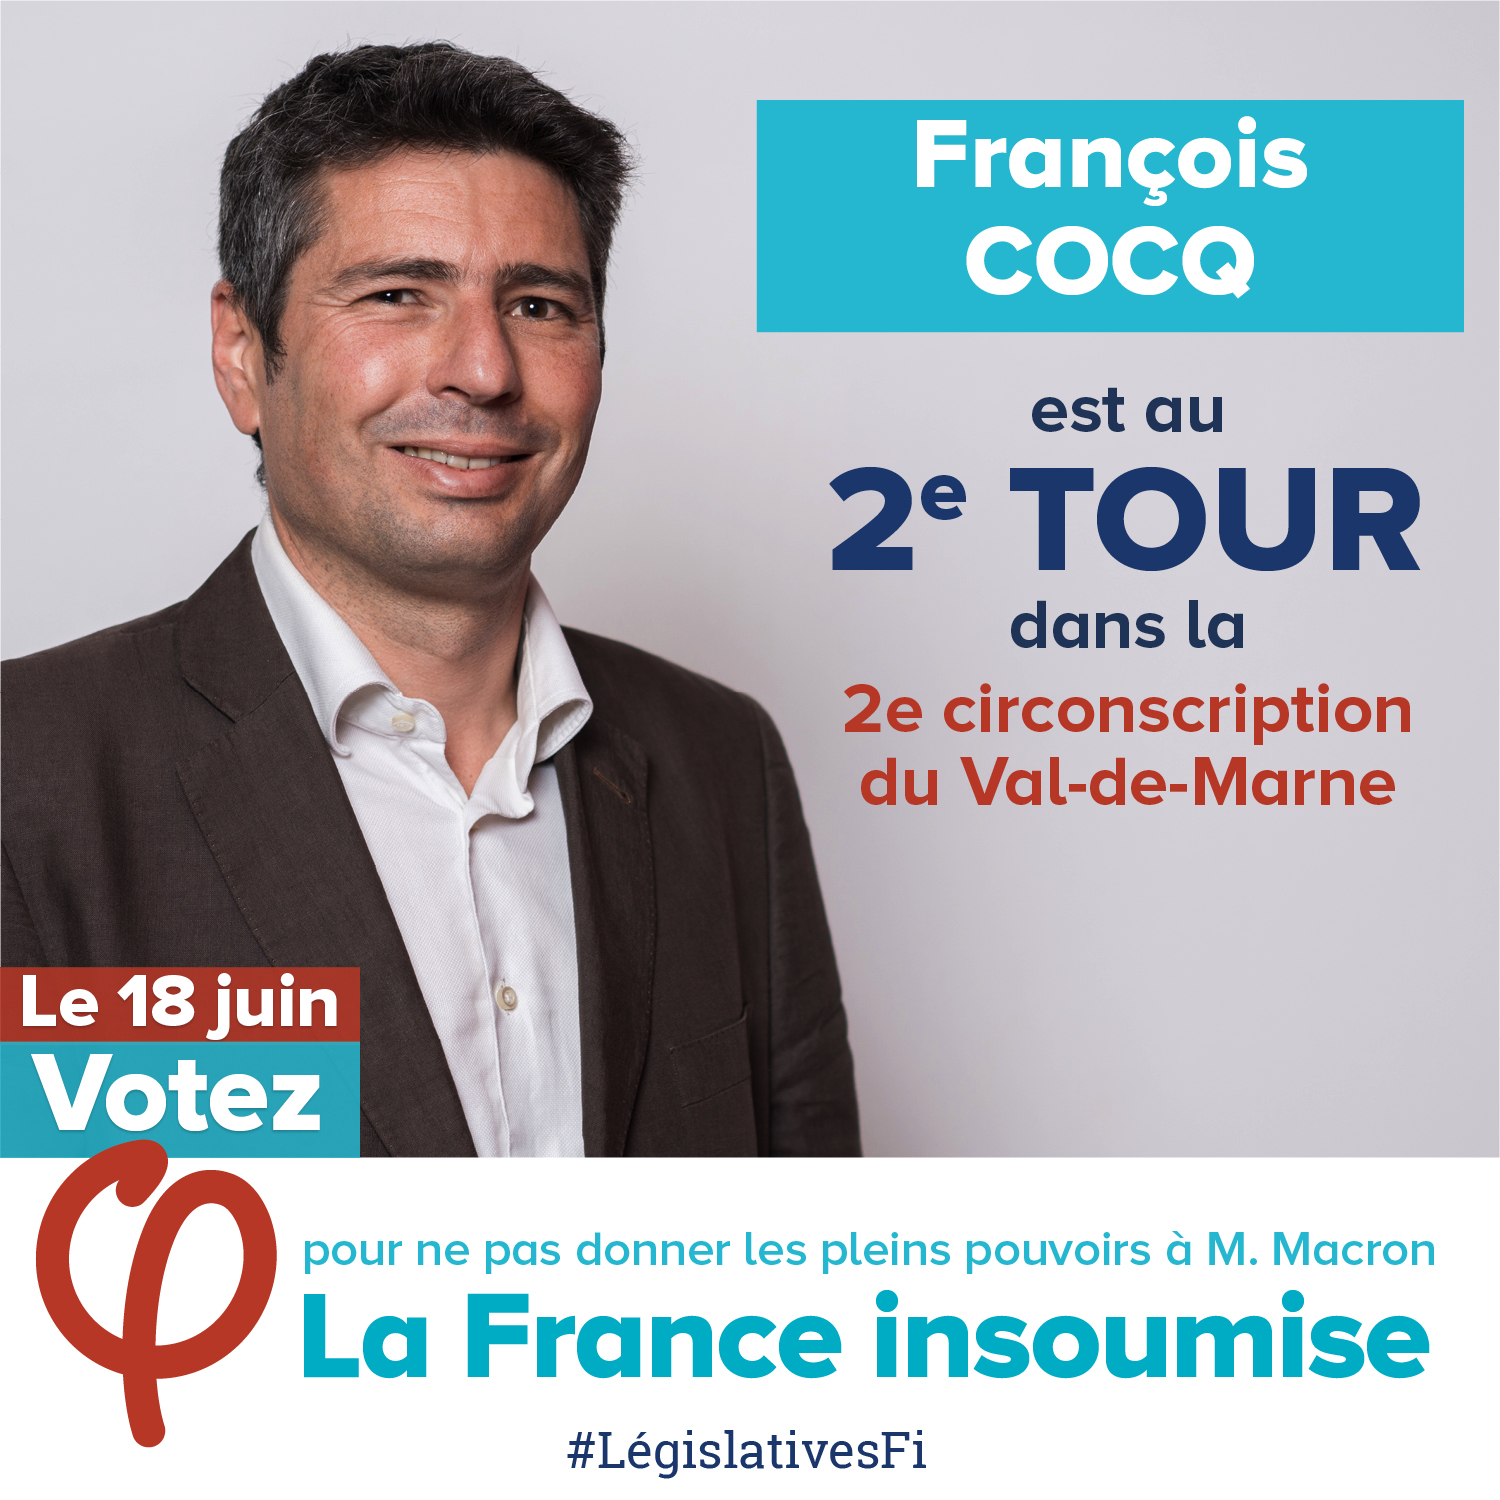 François
COCQ
est au
2e TOUR
dans la
2e circonscription
du Val-de-Marne
Le 18 juin
Votez
φ
pour ne pas donner les pleins pouvoirs à M. Macron
La France insoumise
#LégislativesFi